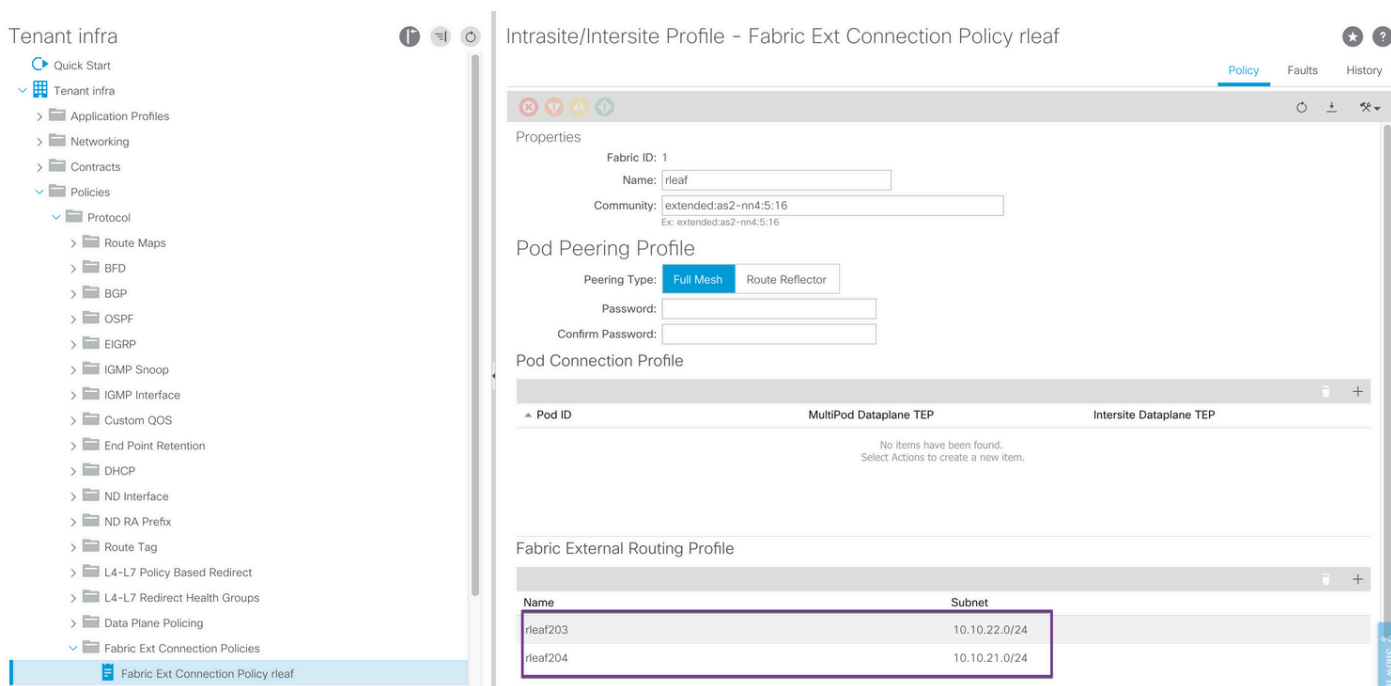 Tenant infra
Quick Start
Tenant infra
Application Profiles
Networking
Contracts
Policies
Protocol
Route Maps
BFD
BGP
OSPF
EIGRP
IGMP Snoop
IGMP Interface
Custom QOS
End Point Retention
DHCP
ND Interface
ND RA Prefix
Route Tag
L4-L7 Policy Based Redirect
L4-L7 Redirect Health Groups
Data Plane Policing
Fabric Ext Connection Policies
Fabric Ext Connection Policy rleaf
Intrasite/Intersite Profile - Fabric Ext Connection Policy rleaf
Policy Faults History
Properties
Fabric ID: 1
Name: rleaf
Community: extended:as2-nn4:5:16
Ex: extended:as2-nn4:5:16
Pod Peering Profile
Peering Type: Full Mesh Route Reflector
Password:
Confirm Password:
Pod Connection Profile
Pod ID MultiPod Dataplane TEP Intersite Dataplane TEP
No items have been found.
Select Actions to create a new item.
Fabric External Routing Profile
Name Subnet
rleaf203 10.10.22.0/24
rleaf204 10.10.21.0/24